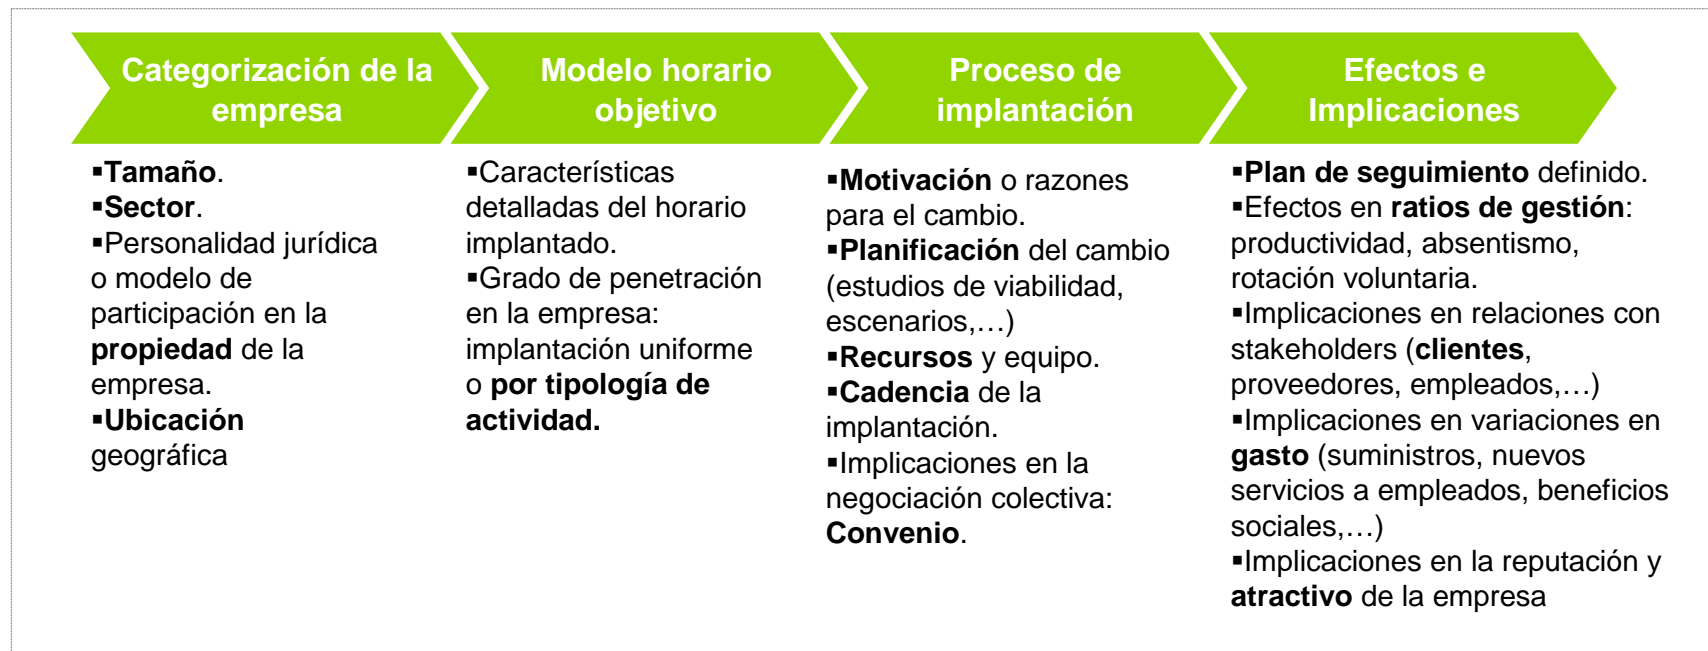 Categorización de la
empresa
Modelo horario
objetivo
Proceso de
implantación
Efectos e
Implicaciones
▪Tamaño.
▪Sector.
▪Personalidad jurídica
o modelo de
participación en la
propiedad de la
empresa.
▪Ubicación
geográfica
▪Características
detalladas del horario
implantado.
▪Grado de penetración
en la empresa:
implantación uniforme
o por tipología de
actividad.
▪Motivación o razones
para el cambio.
▪Planificación del cambio
(estudios de viabilidad,
escenarios,…)
▪Recursos y equipo.
▪Cadencia de la
implantación.
▪Implicaciones en la
negociación colectiva:
Convenio.
▪Plan de seguimiento definido.
▪Efectos en ratios de gestión:
productividad, absentismo,
rotación voluntaria.
▪Implicaciones en relaciones con
stakeholders (clientes,
proveedores, empleados,…)
▪Implicaciones en variaciones en
gasto (suministros, nuevos
servicios a empleados, beneficios
sociales,…)
▪Implicaciones en la reputación y
atractivo de la empresa